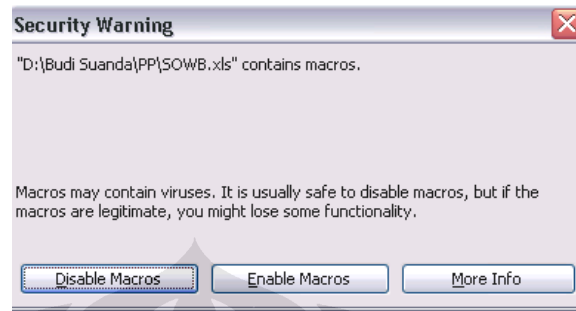 Security Warning
"D:\Budi Suanda\PP\SOWB.xls" contains macros.
Macros may contain viruses. It is usually safe to disable macros, but if the
macros are legitimate, you might lose some functionality.
Disable Macros Enable Macros More Info